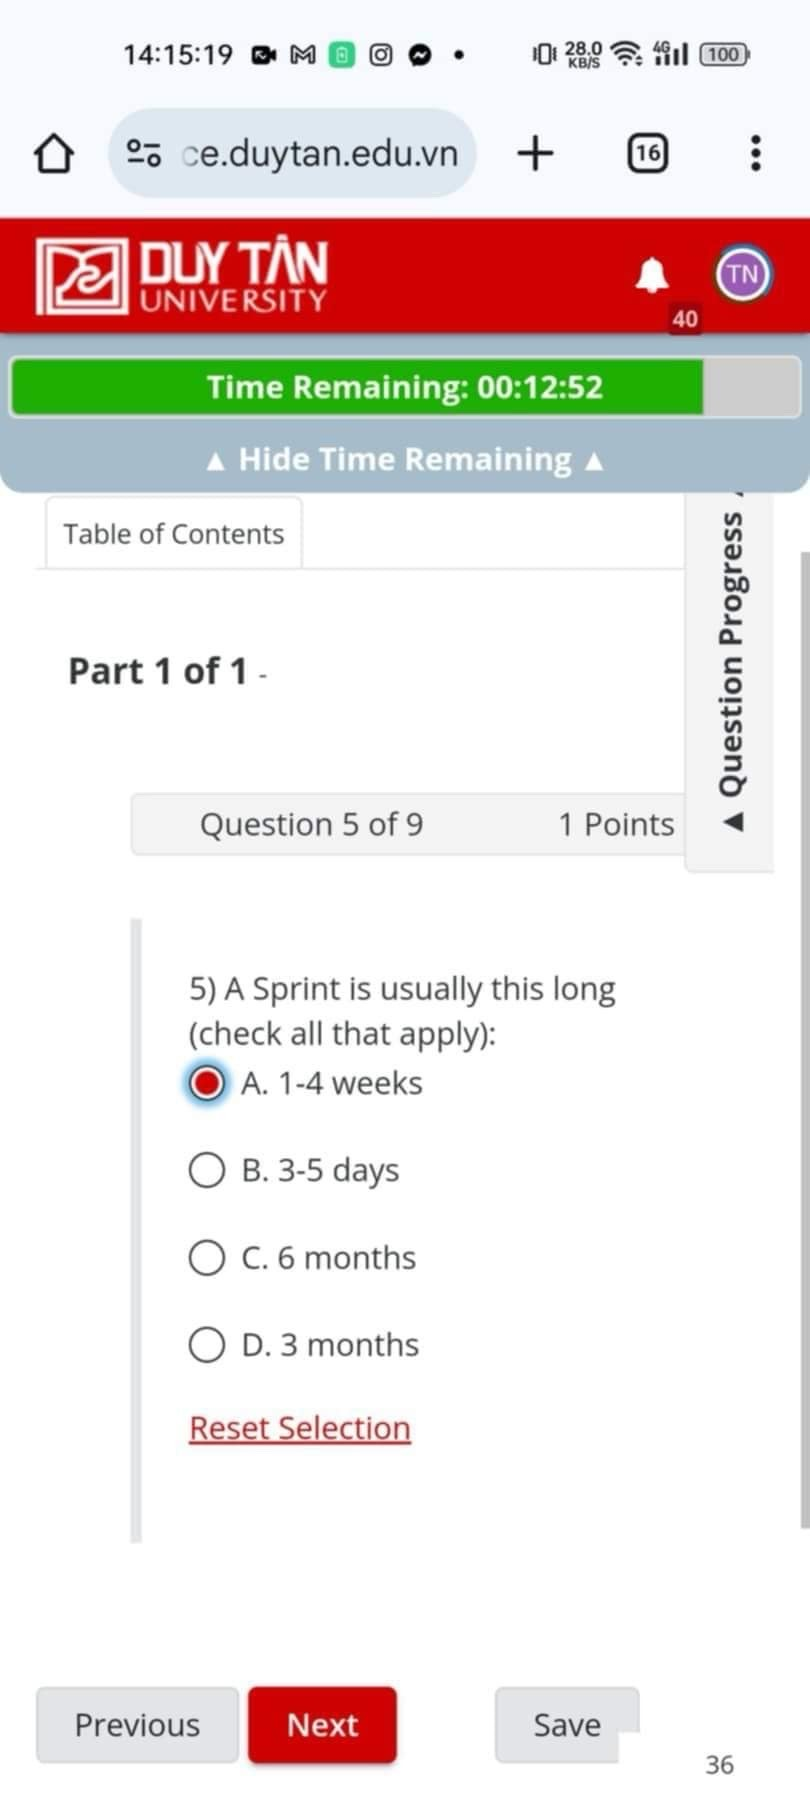 14:15:19
28.0
KB/S
4G
100
ce.duytan.edu.vn
16
DUY TÂN
UNIVERSITY
TN
40
Time Remaining: 00:12:52
▲ Hide Time Remaining ▲
Table of Contents
Question Progress
Part 1 of 1 -
Question 5 of 9
1 Points
5) A Sprint is usually this long
(check all that apply):
A. 1-4 weeks
B. 3-5 days
C. 6 months
D. 3 months
Reset Selection
Previous
Next
Save
36